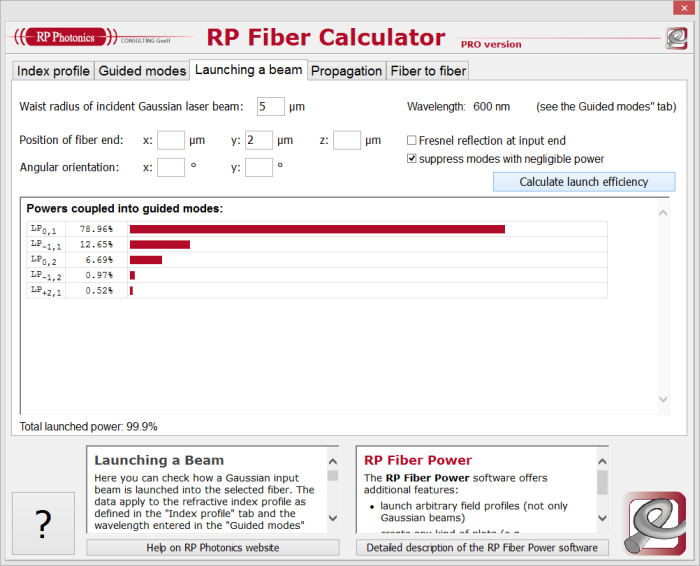 RP Photonics
CONSULTING GmbH
RP Fiber Calculator
PRO version
Index profile Guided modes Launching a beam Propagation Fiber to fiber
Waist radius of incident Gaussian laser beam: 5 µm
Wavelength: 600 nm (see the Guided modes" tab)
Position of fiber end: x: µm y: 2 µm z: µm
Fresnel reflection at input end
Angular orientation: x: ° y: °
suppress modes with negligible power
Calculate launch efficiency
Powers coupled into guided modes:
LP0,1 78.96%
LP-1,1 12.65%
LP0,2 6.69%
LP-1,2 0.97%
LP+2,1 0.52%
Total launched power: 99.9%
?
Launching a Beam
Here you can check how a Gaussian input
beam is launched into the selected fiber. The
data apply to the refractive index profile as
defined in the "Index profile" tab and the
wavelength entered in the "Guided modes"
Help on RP Photonics website
RP Fiber Power
The RP Fiber Power software offers
additional features:
• launch arbitrary field profiles (not only
Gaussian beams)
Detailed description of the RP Fiber Power software